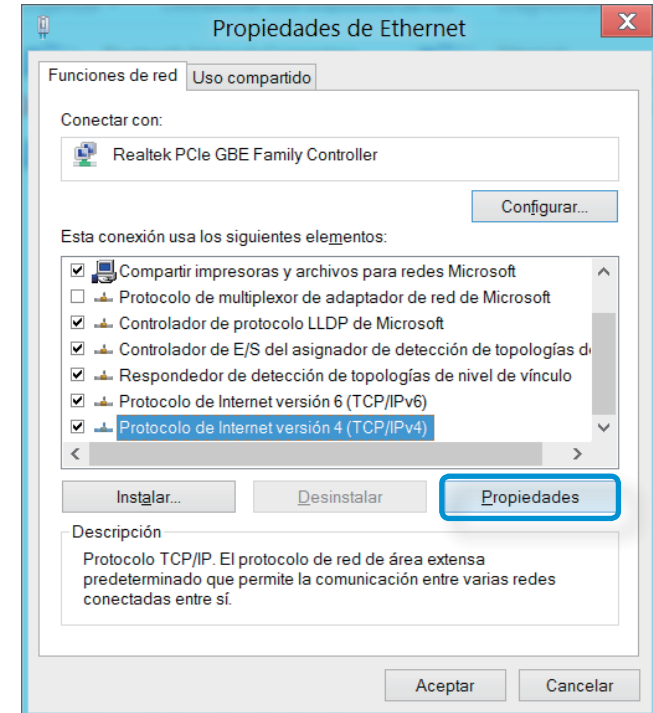 Propiedades de Ethernet
X
Funciones de red
Uso compartido
Conectar con:
Realtek PCIe GBE Family Controller
Configurar...
Esta conexión usa los siguientes elementos:
Compartir impresoras y archivos para redes Microsoft
Protocolo de multiplexor de adaptador de red de Microsoft
Controlador de protocolo LLDP de Microsoft
Controlador de E/S del asignador de detección de topologías d
Respondedor de detección de topologías de nivel de vínculo
Protocolo de Internet versión 6 (TCP/IPv6)
Protocolo de Internet versión 4 (TCP/IPv4)
Instalar...
Desinstalar
Propiedades
Descripción
Protocolo TCP/IP. El protocolo de red de área extensa
predeterminado que permite la comunicación entre varias redes
conectadas entre sí.
Aceptar
Cancelar